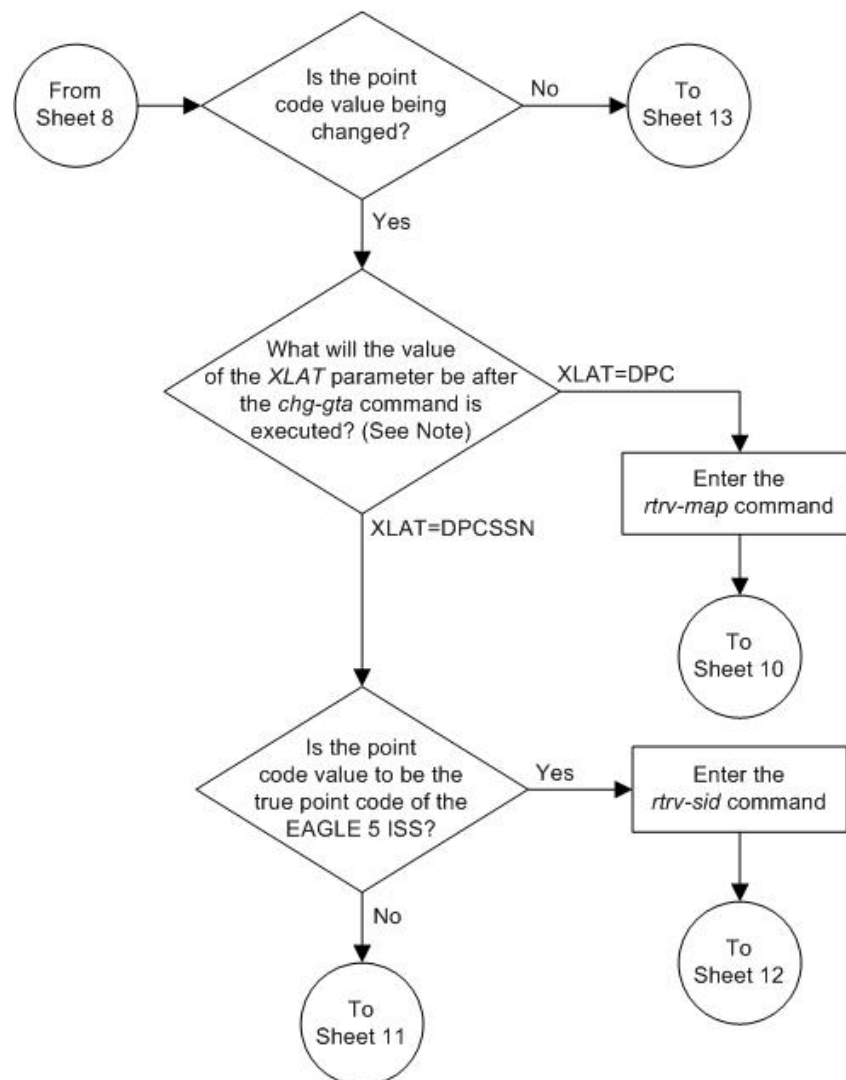 From
Sheet 8
Is the point
code value being
changed?
No
To
Sheet 13
Yes
What will the value
of the XLAT parameter be after
the chg-gta command is
executed? (See Note)
XLAT=DPC
Enter the
rtrv-map command
To
Sheet 10
XLAT=DPCSSN
Is the point
code value to be the
true point code of the
EAGLE 5 ISS?
Yes
Enter the
rtrv-sid command
To
Sheet 12
No
To
Sheet 11